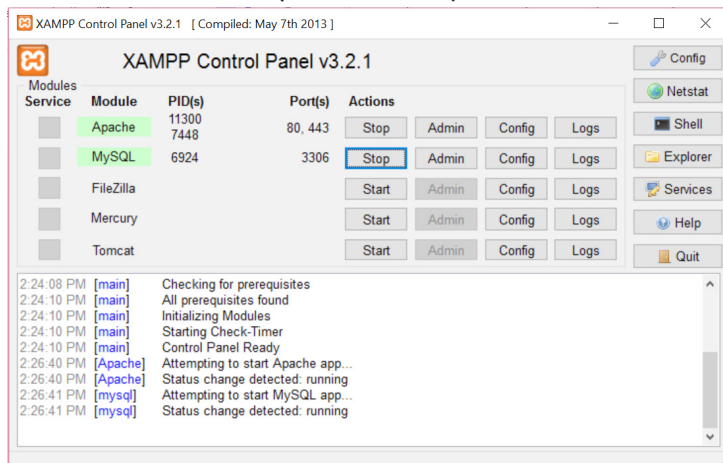 XAMPP Control Panel v3.2.1 [ Compiled: May 7th 2013 ]
XAMPP Control Panel v3.2.1
Config
Modules
Service Module PID(s) Port(s) Actions
Netstat
Apache 11300 7448 80, 443 Stop Admin Config Logs
Shell
MySQL 6924 3306 Stop Admin Config Logs
Explorer
FileZilla Start Admin Config Logs
Services
Mercury Start Admin Config Logs
Help
Tomcat Start Admin Config Logs
Quit
2:24:08 PM [main] Checking for prerequisites
2:24:10 PM [main] All prerequisites found
2:24:10 PM [main] Initializing Modules
2:24:10 PM [main] Starting Check-Timer
2:24:10 PM [main] Control Panel Ready
2:26:40 PM [Apache] Attempting to start Apache app...
2:26:40 PM [Apache] Status change detected: running
2:26:41 PM [mysql] Attempting to start MySQL app...
2:26:41 PM [mysql] Status change detected: running